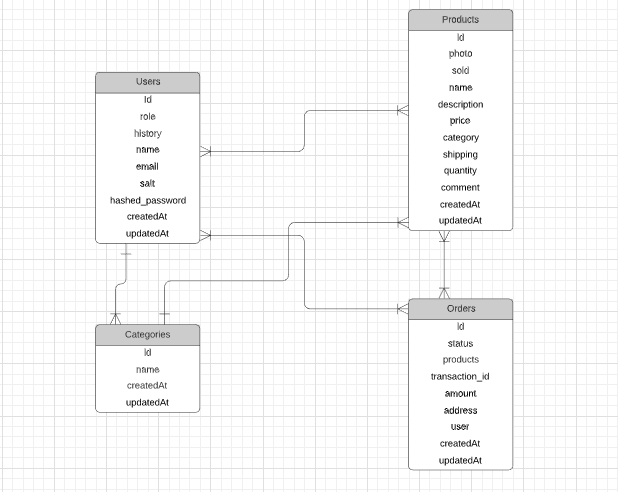 Users
Id
role
history
name
email
salt
hashed_password
createdAt
updatedAt
Products
Id
photo
sold
name
description
price
category
shipping
quantity
comment
createdAt
updatedAt
Categories
Id
name
createdAt
updatedAt
Orders
Id
status
products
transaction_id
amount
address
user
createdAt
updatedAt